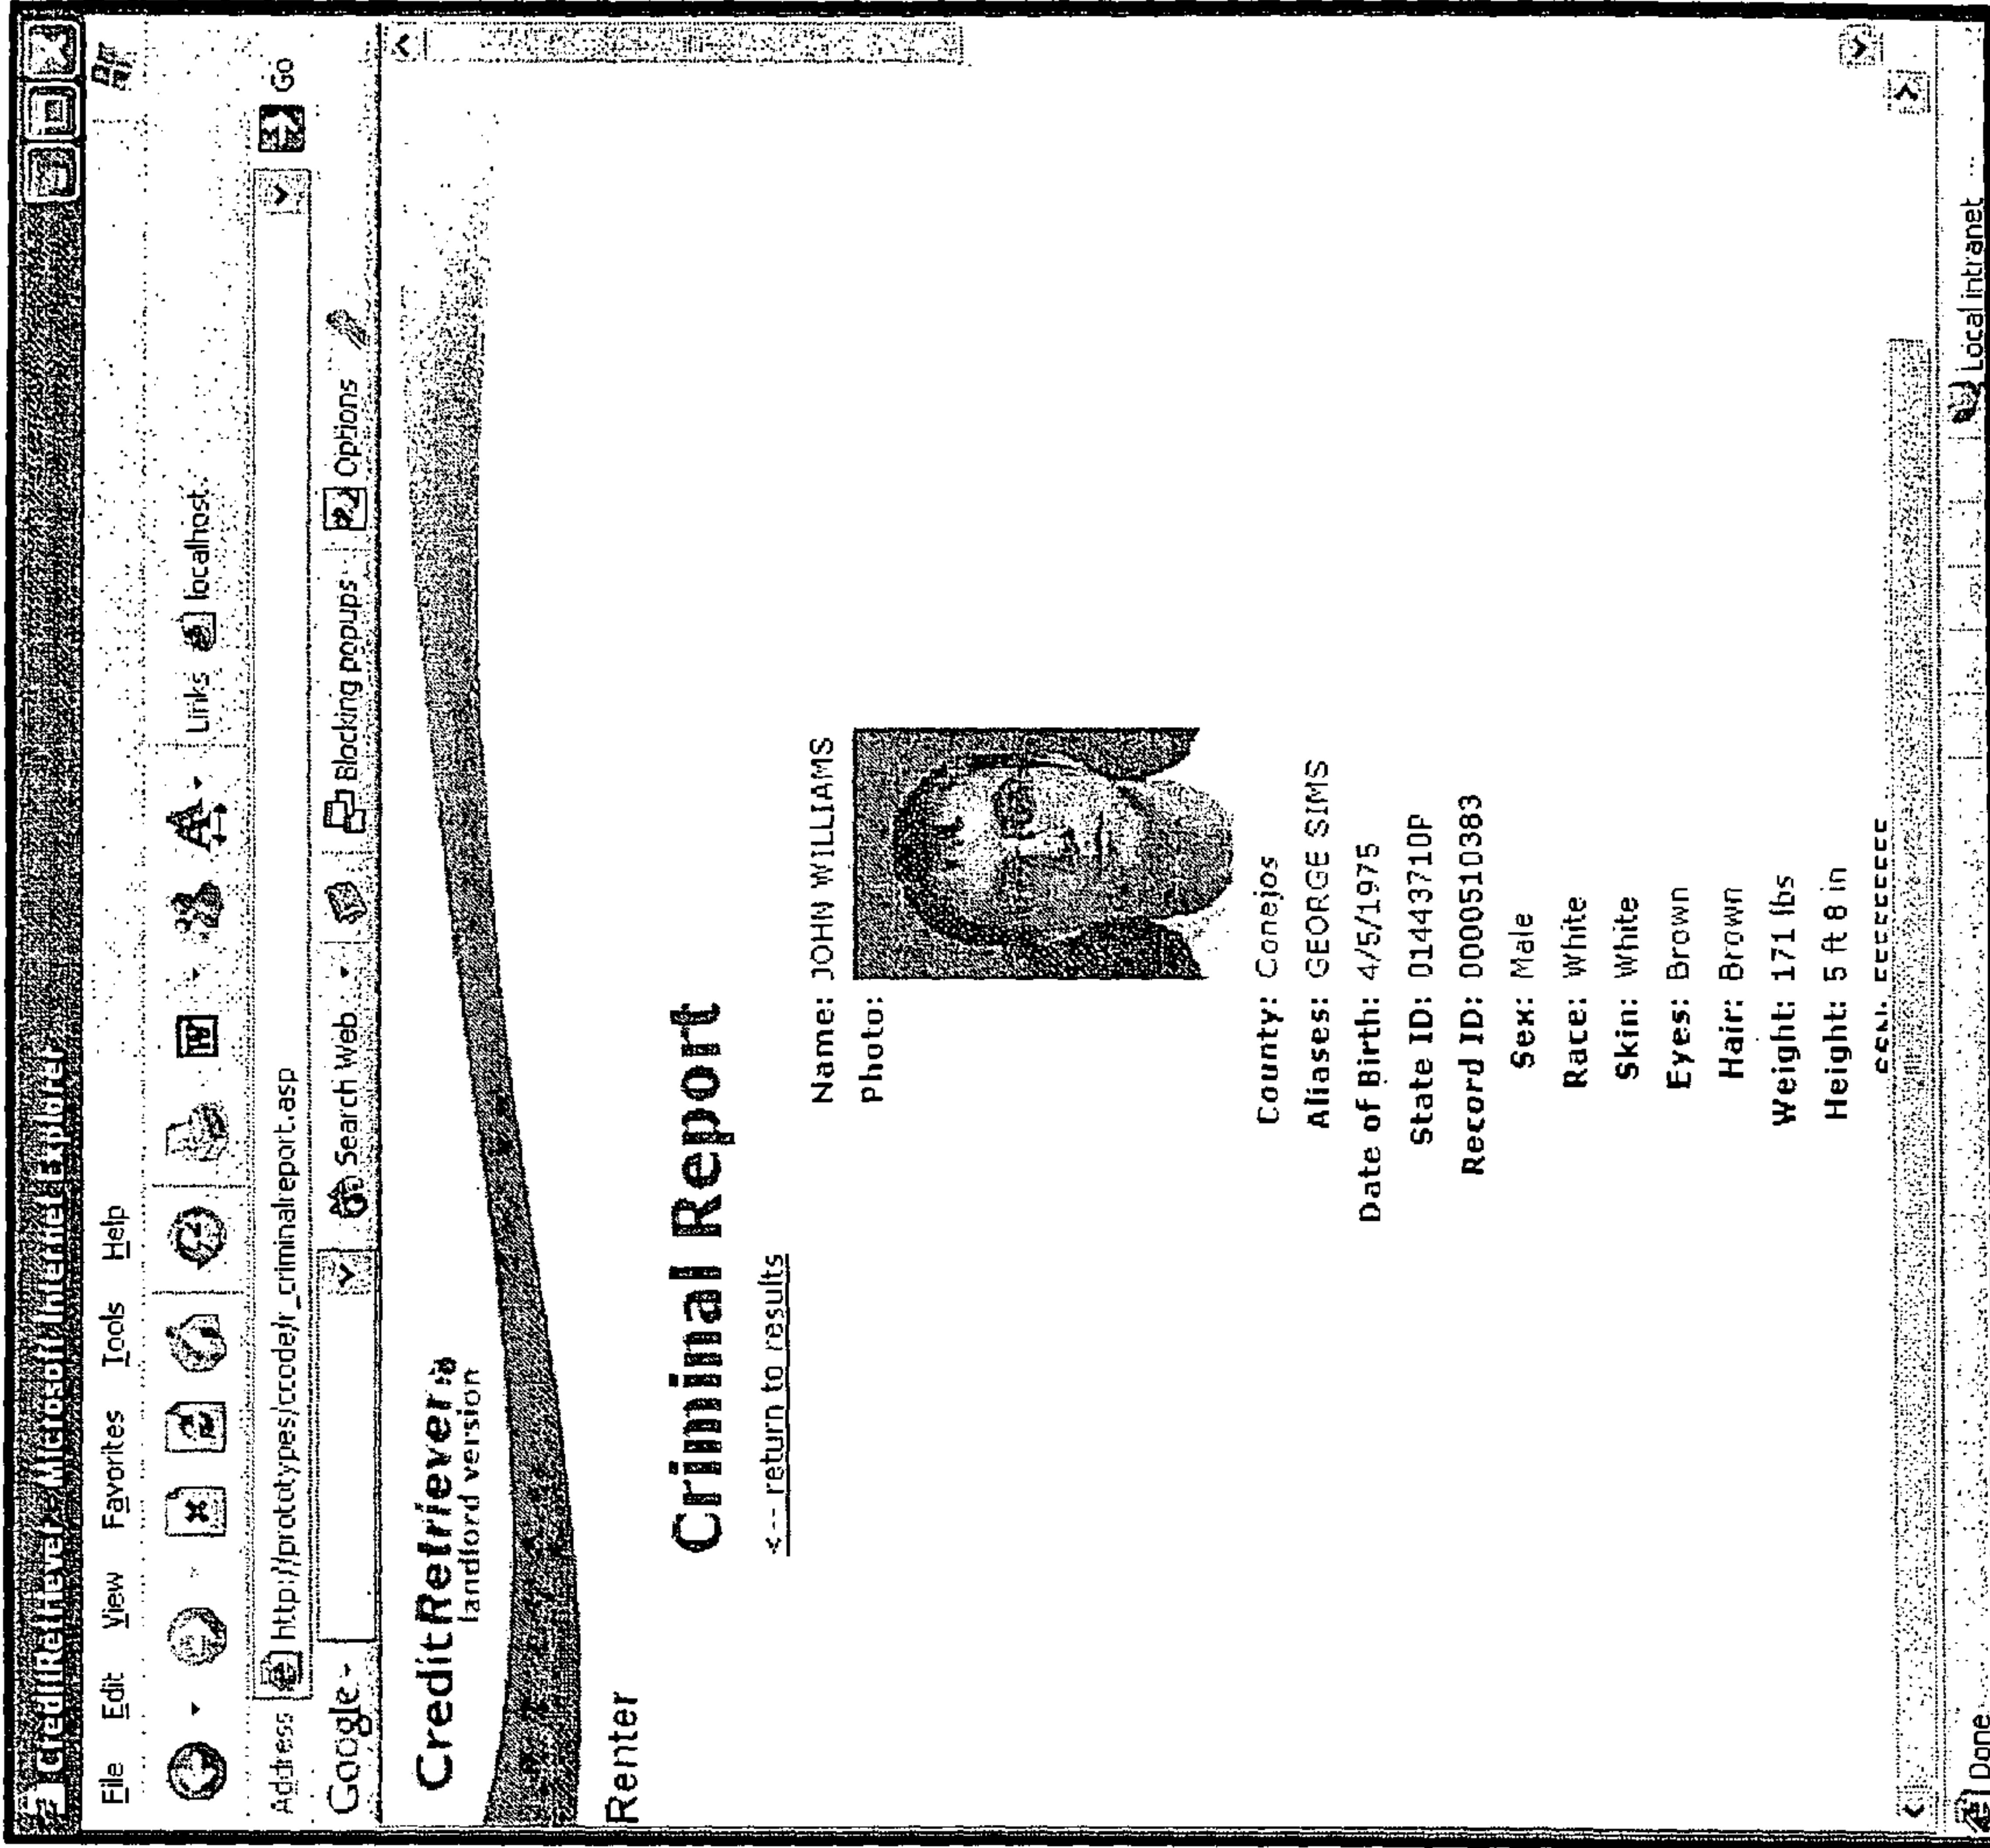 CreditRetriever - Microsoft Internet Explorer
File Edit View Favorites Tools Help
Links localhost
Address http://prototypes/ccode/r_criminalreport.asp Go
Google Search Web Blocking popups Options
CreditRetriever
landlord version
Renter
Criminal Report
<-- return to results
Name: JOHN WILLIAMS
Photo:
County: Conejos
Aliases: GEORGE SIMS
Date of Birth: 4/5/1975
State ID: 01443710P
Record ID: 0000510383
Sex: Male
Race: White
Skin: White
Eyes: Brown
Hair: Brown
Weight: 171 lbs
Height: 5 ft 8 in
Done Local intranet